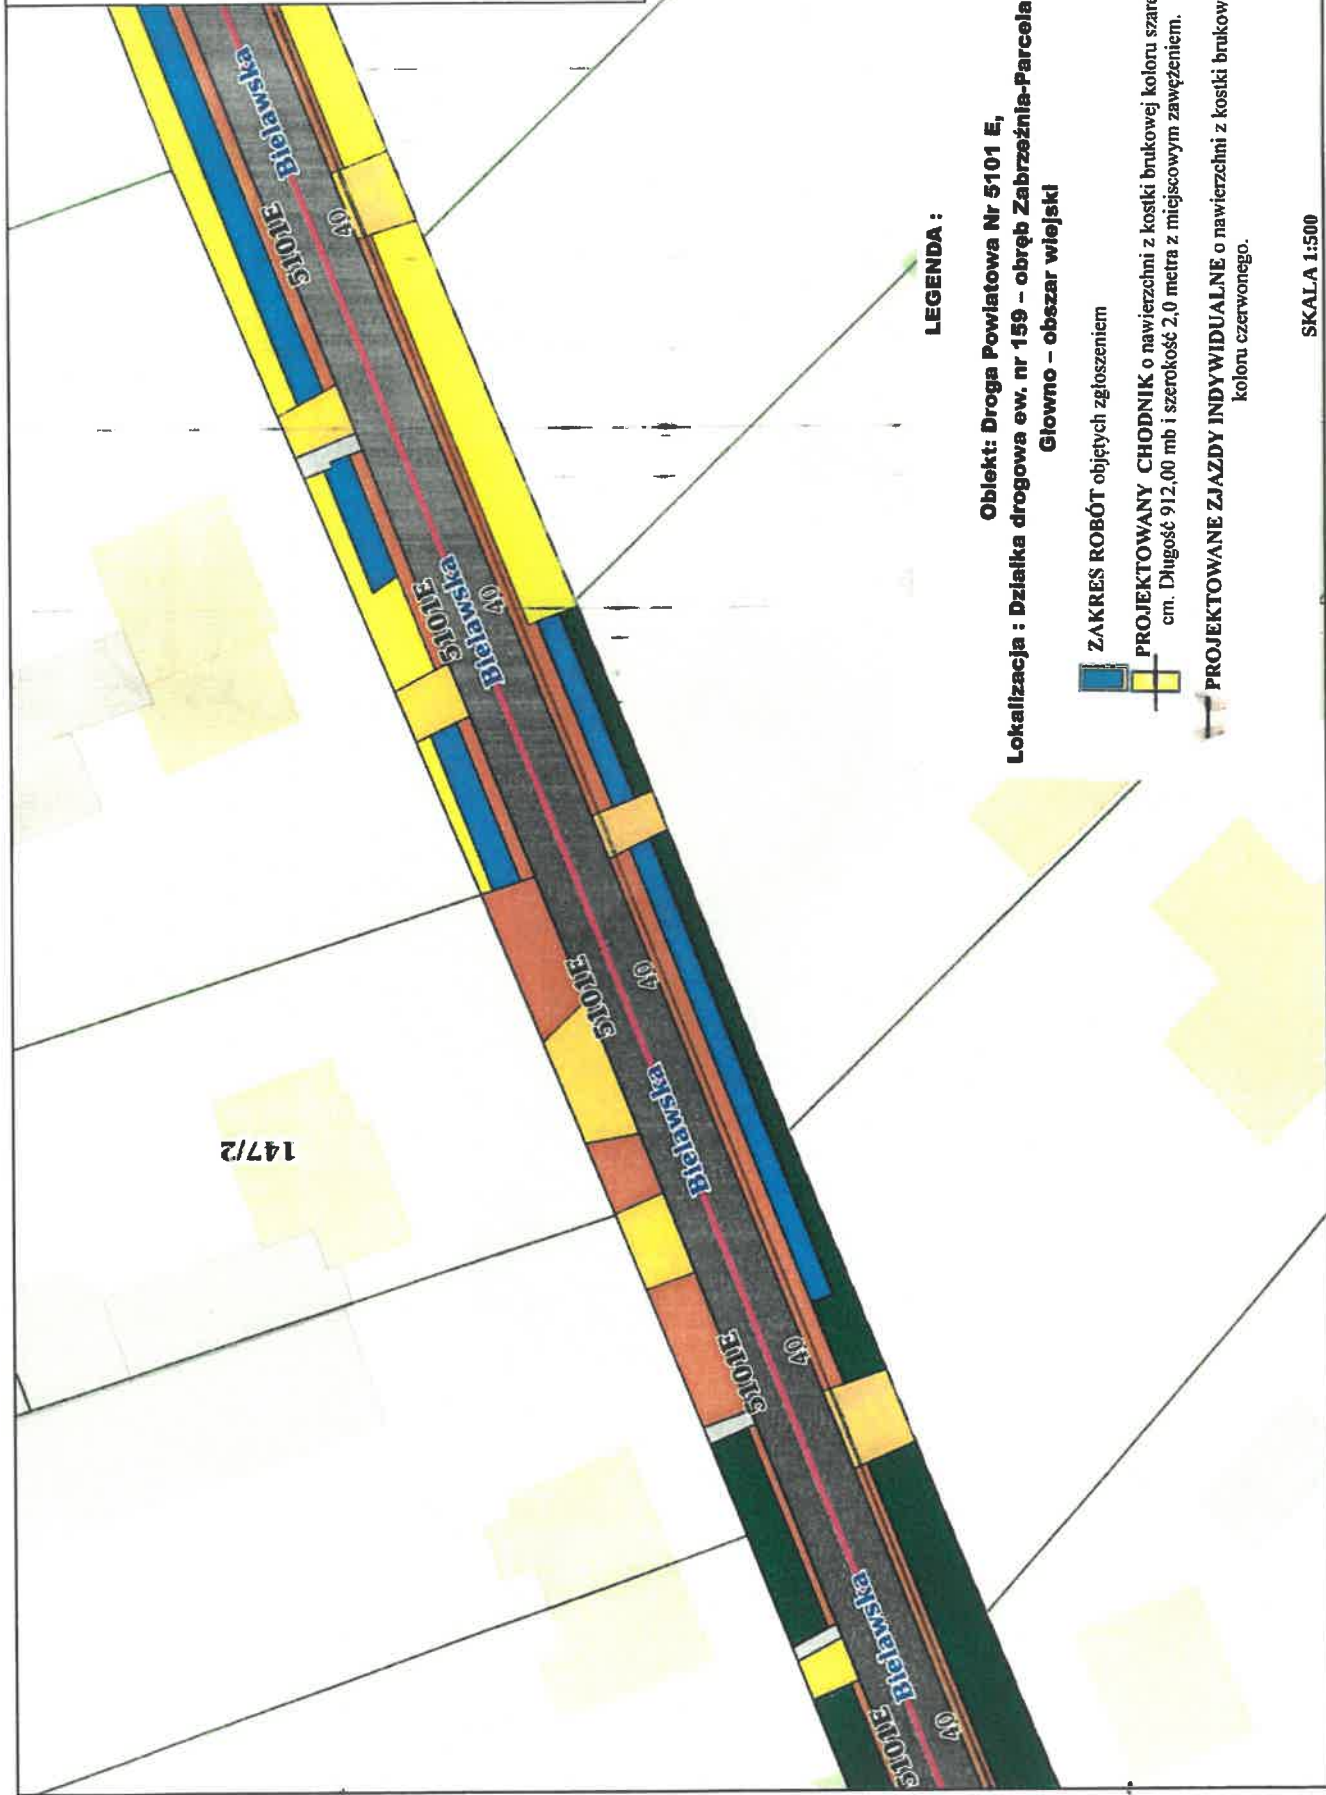 Bielawska
5101E
40
5101E
Bielawska
40
5101E
40
Bielawska
147/2
5101E
40
Bielawska
5101E
40
LEGENDA :
Obiekt: Droga Powiatowa Nr 5101 E,
Lokalizacja : Działka drogowa ew. nr 159 – obręb Zabrzeźnia-Parcela
Głowno – obszar wiejski
ZAKRES ROBÓT objętych zgłoszeniem
PROJEKTOWANY CHODNIK o nawierzchni z kostki brukowej koloru
cm. Długość 912,00 mb i szerokość 2,0 metra z miejscowym zawężeniem.
PROJEKTOWANE ZJAZDY INDYWIDUALNE o nawierzchni z kostki
koloru czerwonego.
SKALA 1:500